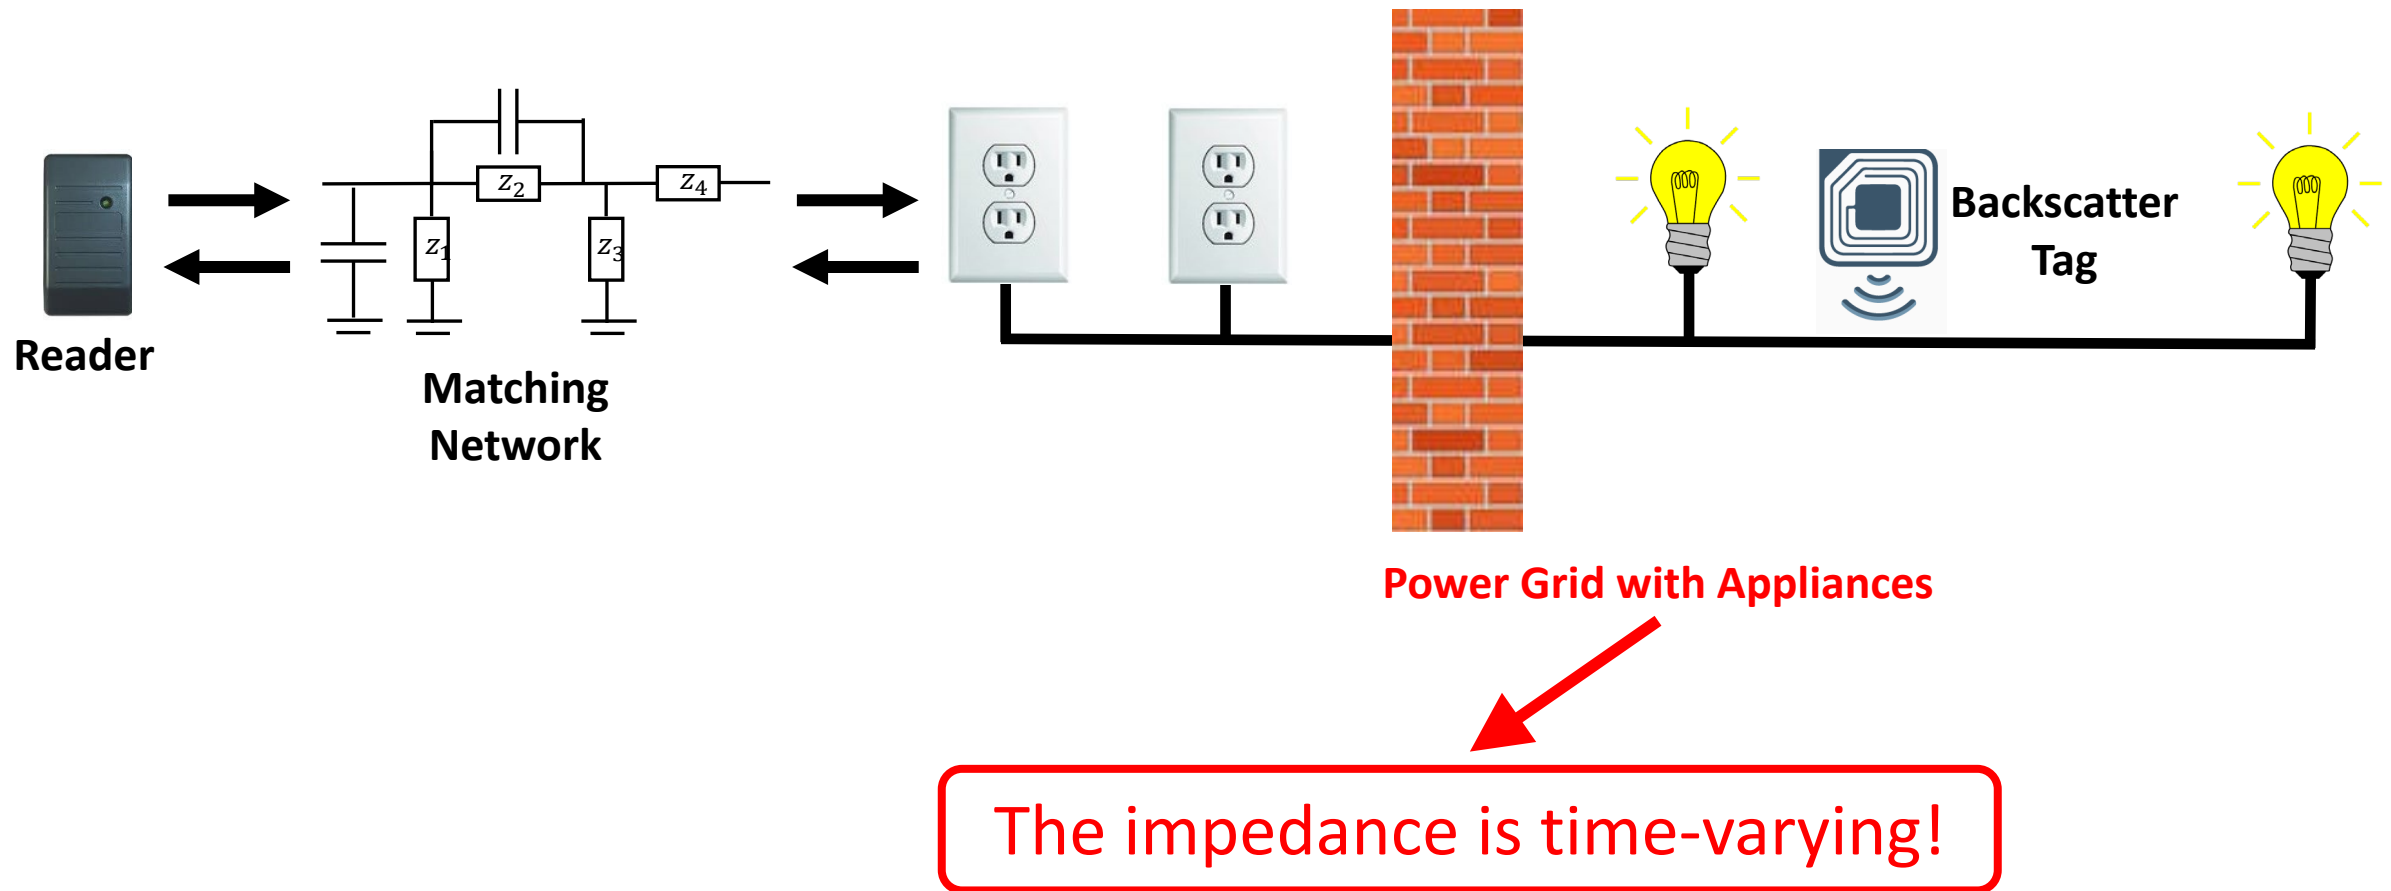 Reader
z₁
z₂
z₃
z₄
Matching
Network
Backscatter
Tag
Power Grid with Appliances
The impedance is time-varying!